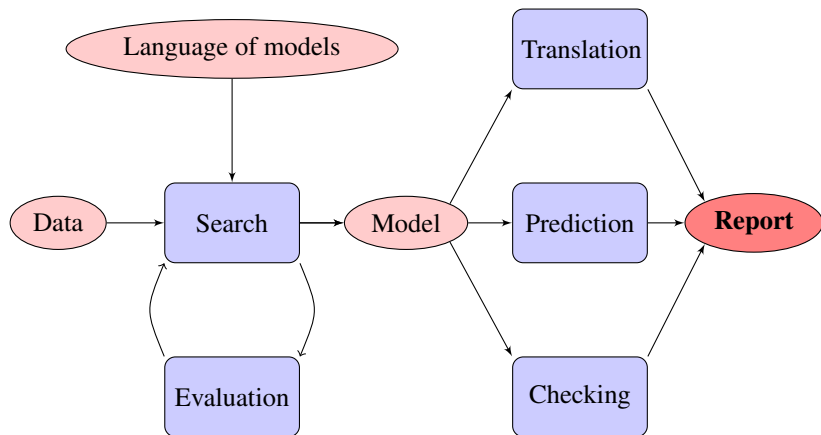 Language of models
Translation
Data
Search
Model
Prediction
Report
Evaluation
Checking